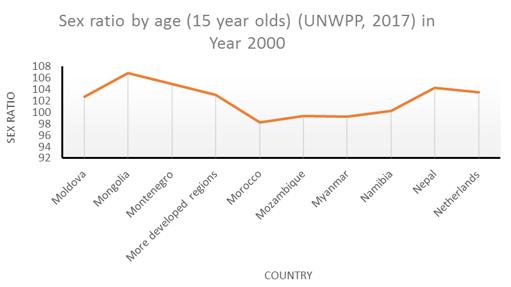 Sex ratio by age (15 year olds) (UNWPP, 2017) in
Year 2000
108
106
104
102
100
98
96
94
92
SEX RATIO
Moldova
Mongolia
Montenegro
More developed regions
Morocco
Mozambique
Myanmar
Namibia
Nepal
Netherlands
COUNTRY